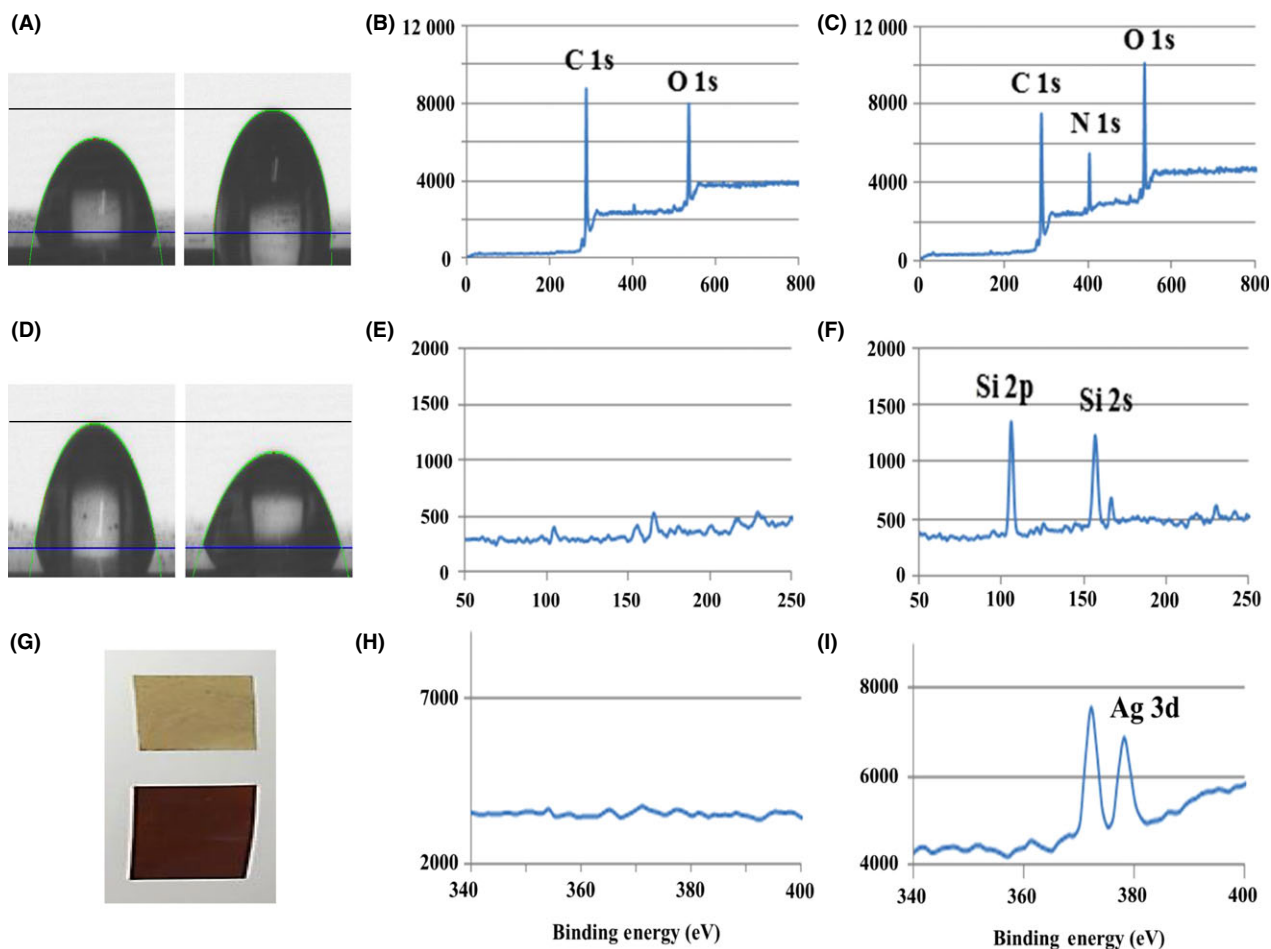 (A)
(B)
12 000
8000
4000
0
C 1s
O 1s
0 200 400 600 800
(C)
12 000
8000
4000
0
C 1s
N 1s
O 1s
0 200 400 600 800
(D)
(E)
2000
1500
1000
500
0
50 100 150 200 250
(F)
2000
1500
1000
500
0
Si 2p
Si 2s
50 100 150 200 250
(G)
(H)
7000
2000
340 360 380 400
Binding energy (eV)
(I)
8000
6000
4000
Ag 3d
340 360 380 400
Binding energy (eV)